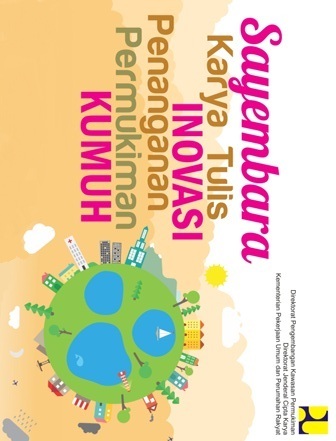 Sayembara
Karya Tulis
INOVASI
Penanganan
Permukiman
KUMUH
Direktorat Pengembangan Kawasan Permukiman
Direktorat Jenderal Cipta Karya
Kementerian Pekerjaan Umum dan Perumahan Rakyat